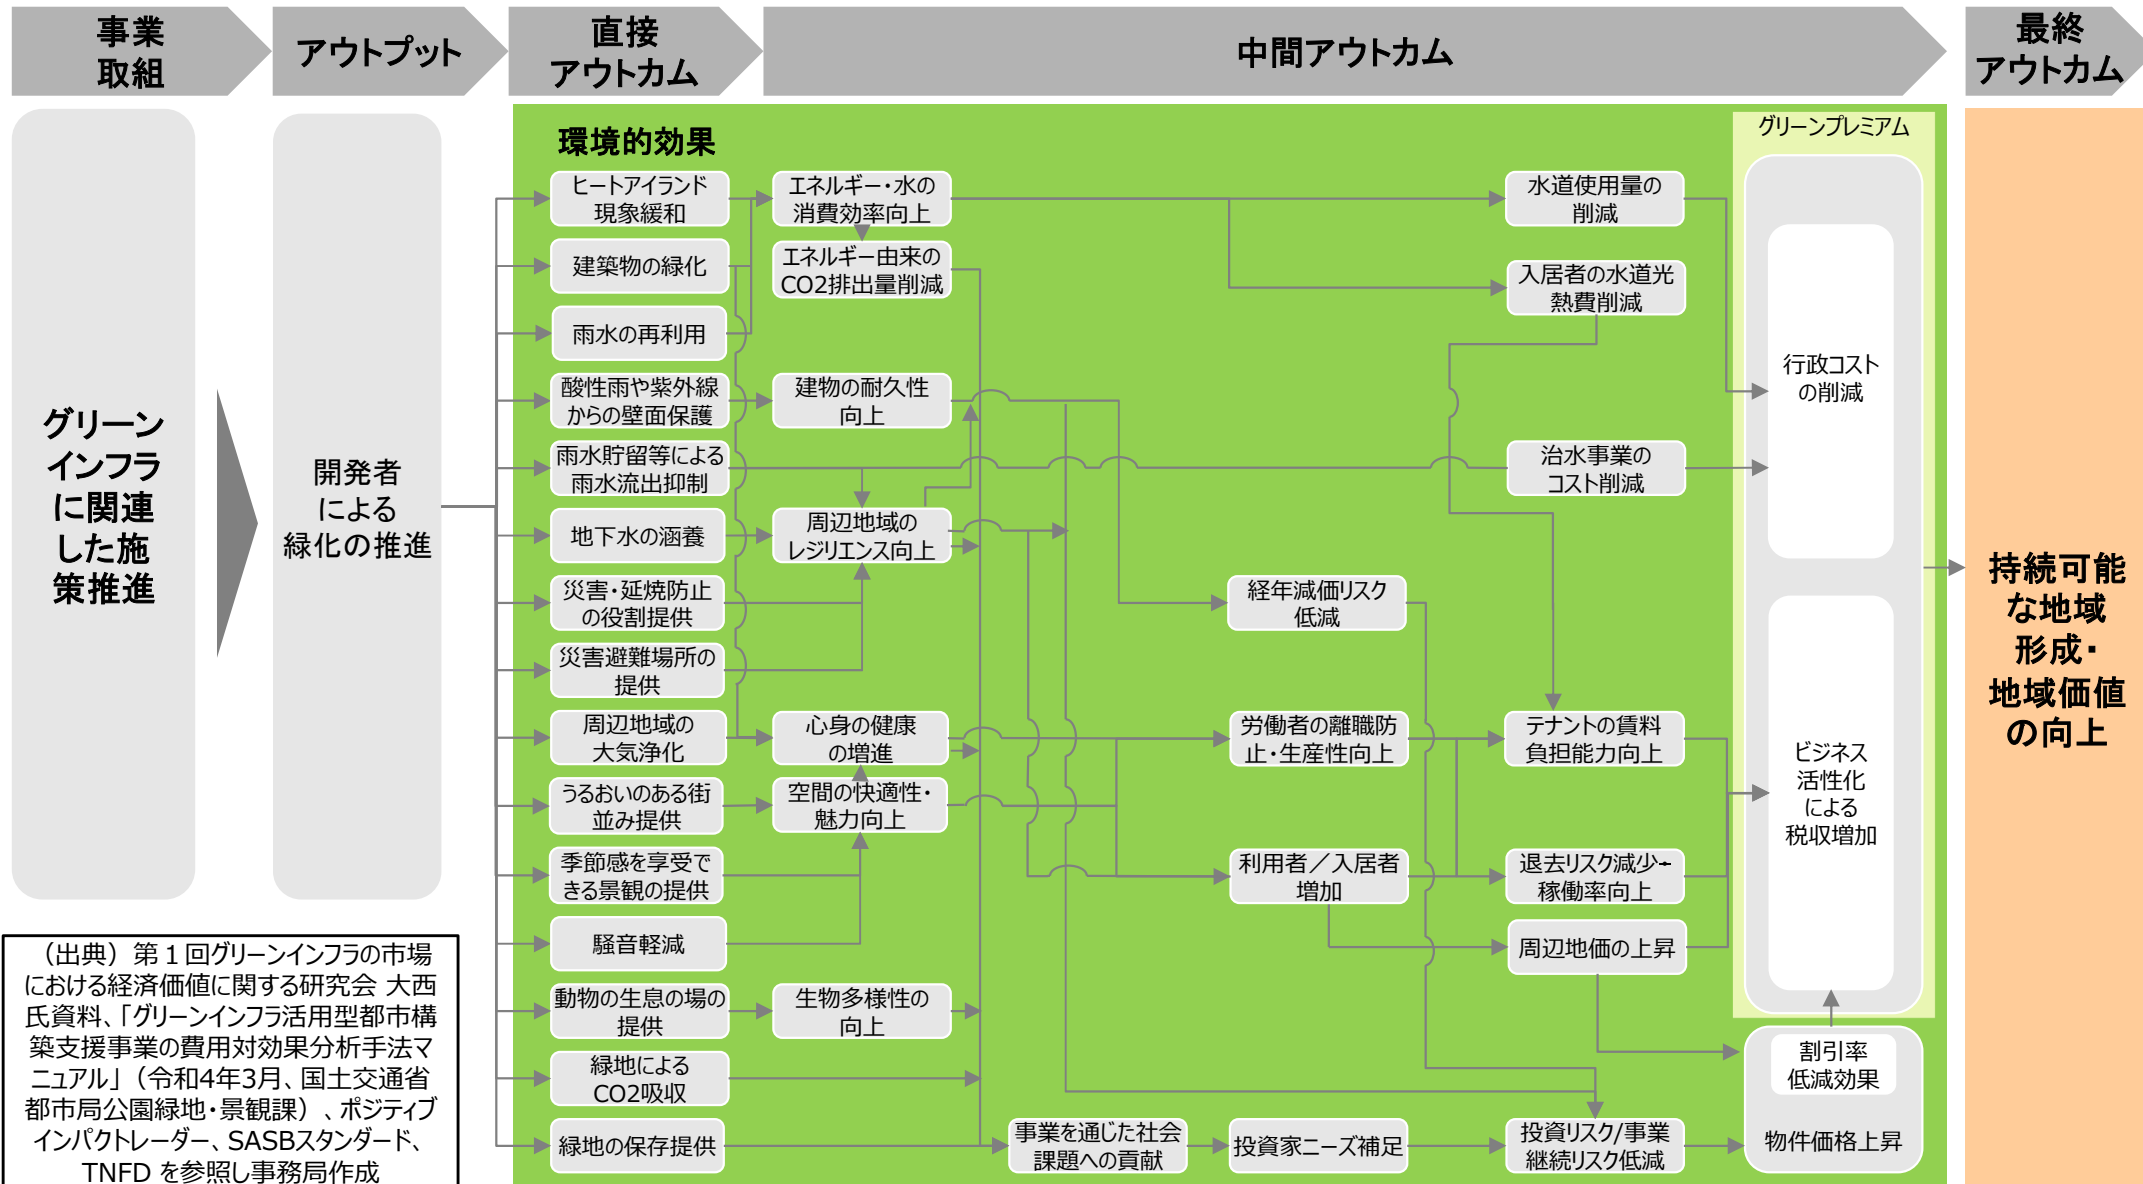 事業
取組
アウトプット
直接
アウトカム
中間アウトカム
最終
アウトカム
グリーン
インフラ
に関連
した施
策推進
開発者
による
緑化の推進
環境的効果
ヒートアイランド
現象緩和
建築物の緑化
雨水の再利用
酸性雨や紫外線
からの壁面保護
雨水貯留等による
雨水流出抑制
地下水の涵養
災害・延焼防止
の役割提供
災害避難場所の
提供
周辺地域の
大気浄化
うるおいのある街
並み提供
季節感を享受で
きる景観の提供
騒音軽減
動物の生息の場の
提供
緑地による
CO2吸収
緑地の保存提供
エネルギー・水の
消費効率向上
エネルギー由来の
CO2排出量削減
建物の耐久性
向上
周辺地域の
レジリエンス向上
心身の健康
の増進
空間の快適性・
魅力向上
生物多様性の
向上
事業を通じた社会
課題への貢献
経年減価リスク
低減
労働者の離職防
止・生産性向上
利用者／入居者
増加
投資家ニーズ補足
水道使用量の
削減
入居者の水道光
熱費削減
治水事業の
コスト削減
テナントの賃料
負担能力向上
退去リスク減少・
稼働率向上
周辺地価の上昇
投資リスク/事業
継続リスク低減
グリーンプレミアム
行政コスト
の削減
ビジネス
活性化
による
税収増加
割引率
低減効果
物件価格上昇
持続可能
な地域
形成・
地域価値
の向上
（出典）第１回グリーンインフラの市場
における経済価値に関する研究会 大西
氏資料、「グリーンインフラ活用型都市構
築支援事業の費用対効果分析手法マ
ニュアル」（令和4年3月、国土交通省
都市局公園緑地・景観課）、ポジティブ
インパクトレーダー、SASBスタンダード、
TNFD を参照し事務局作成